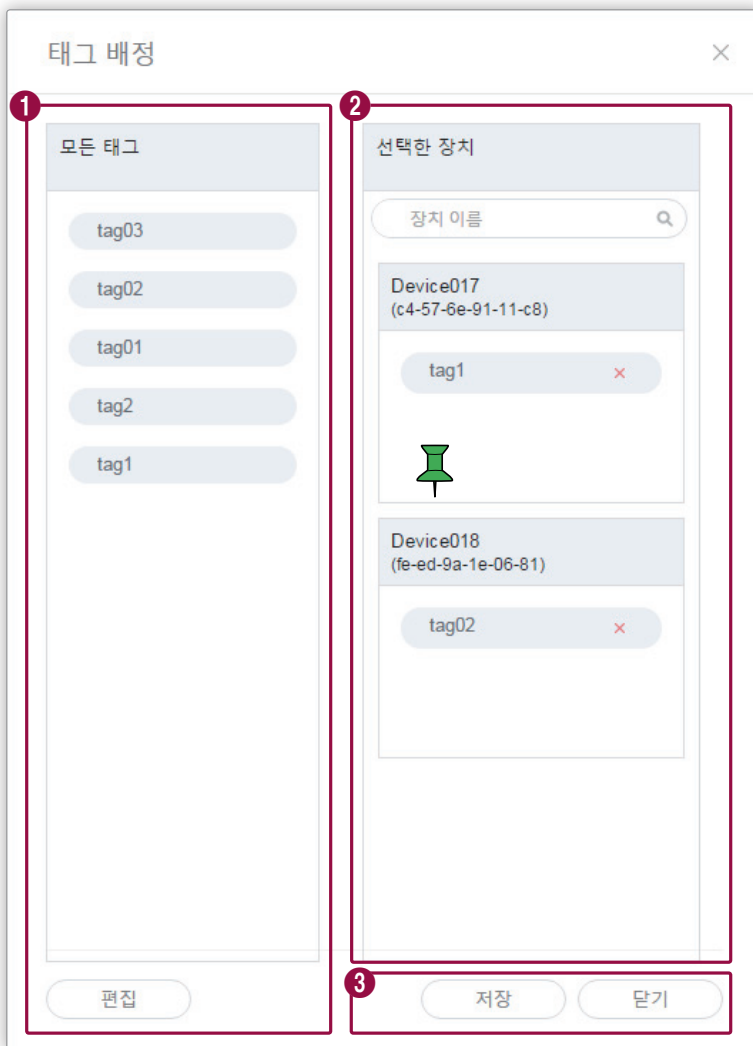 태그 배정
1
모든 태그
tag03
tag02
tag01
tag2
tag1
편집
2
선택한 장치
장치 이름
Device017
(c4-57-6e-91-11-c8)
tag1
Device018
(fe-ed-9a-1e-06-81)
tag02
3
저장 닫기